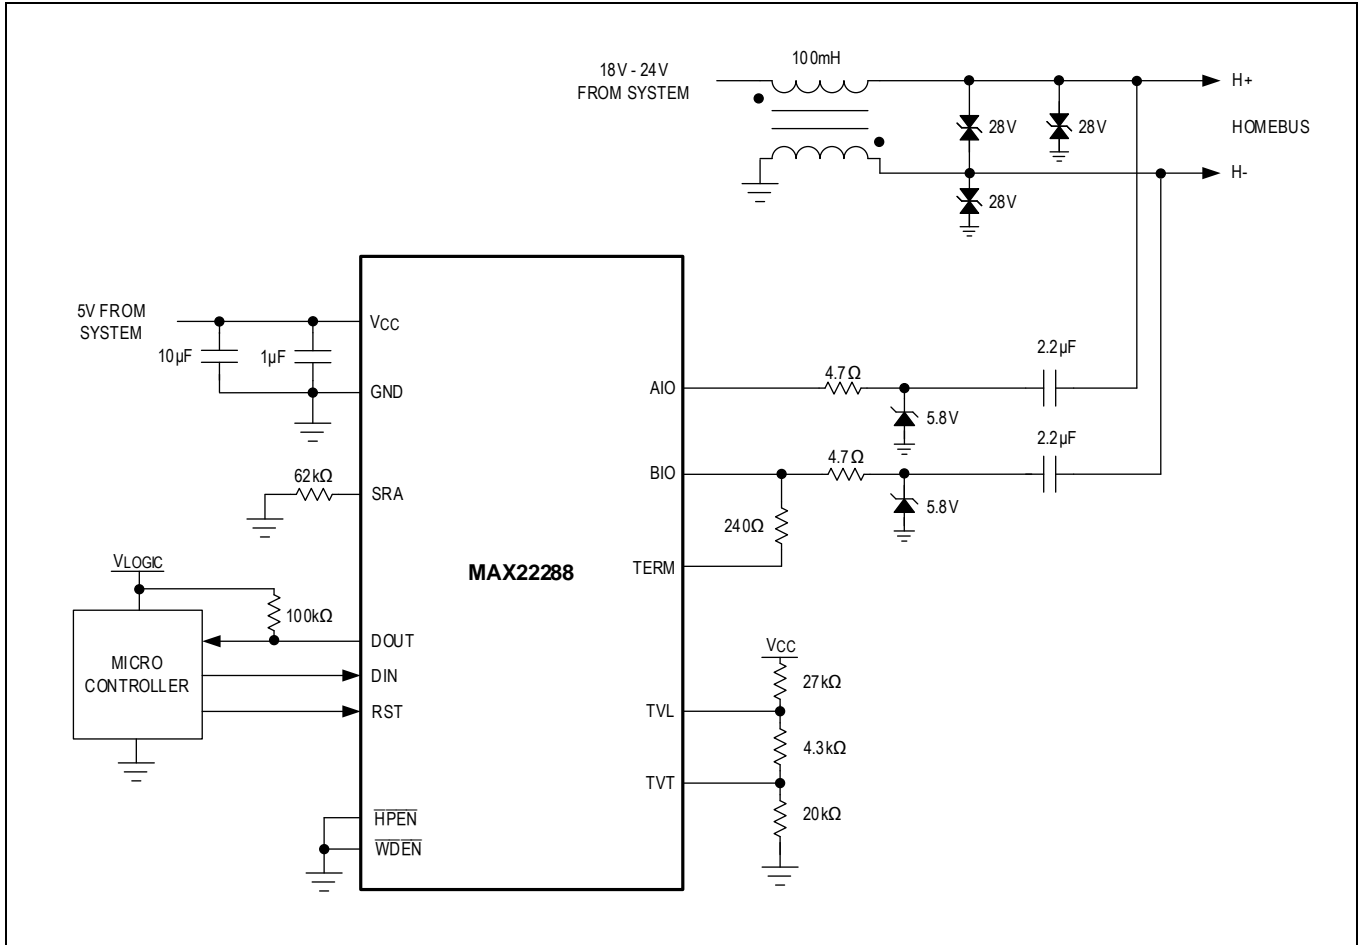 100mH
18V - 24V
FROM SYSTEM
H+
28V
28V
HOMEBUS
H-
28V
5V FROM
SYSTEM
VCC
10µF
1µF
GND
2.2µF
4.7Ω
AIO
5.8V
2.2µF
4.7Ω
BIO
62kΩ
SRA
5.8V
240Ω
VLOGIC
MAX22288
TERM
100kΩ
DOUT
VCC
MICRO
CONTROLLER
DIN
27kΩ
RST
TVL
4.3kΩ
TVT
HPEN
20kΩ
WDEN